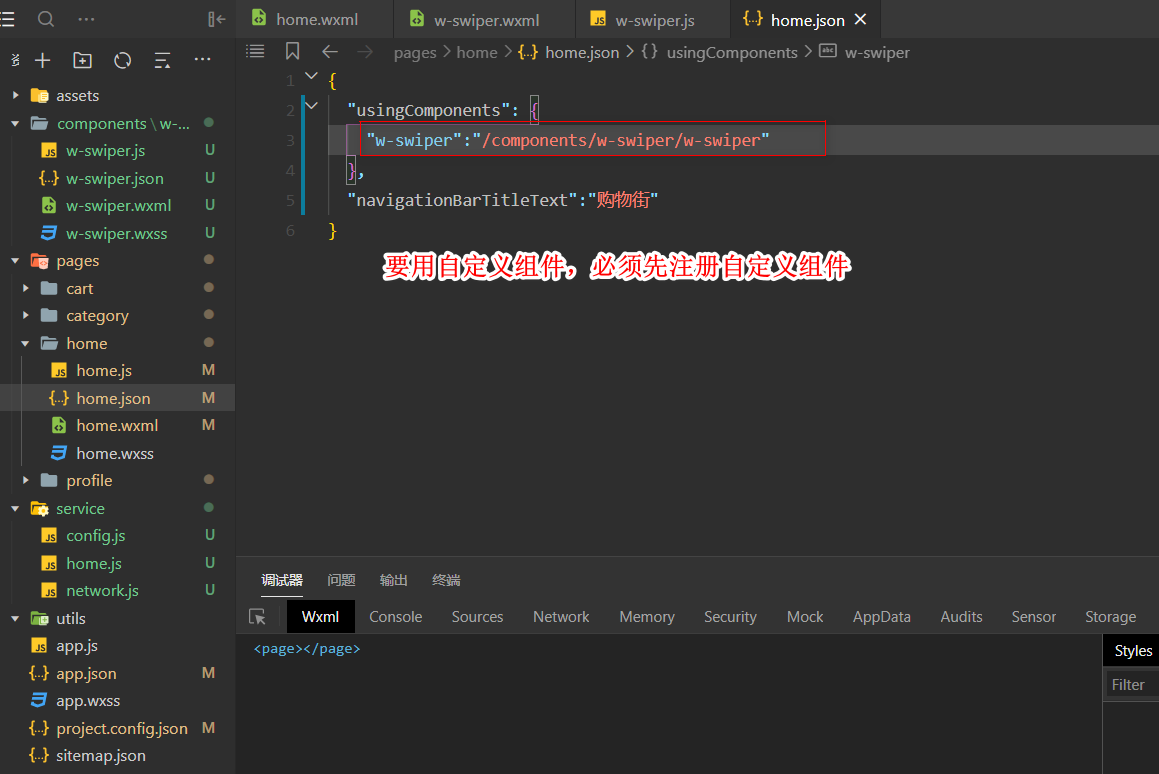 home.wxml
w-swiper.wxml
w-swiper.js
{..} home.json
pages > home > {..} home.json > {} usingComponents > abc w-swiper
assets
components \ w-...
w-swiper.js U
{..} w-swiper.json U
w-swiper.wxml U
w-swiper.wxss U
pages
cart
category
home
home.js M
{..} home.json M
home.wxml M
home.wxss
profile
service
config.js U
home.js U
network.js U
utils
app.js
{..} app.json M
app.wxss
{..} project.config.json M
{..} sitemap.json
1 {
2 "usingComponents": {
3 "w-swiper":"/components/w-swiper/w-swiper"
4 },
5 "navigationBarTitleText":"购物街"
6 }
要用自定义组件，必须先注册自定义组件
调试器 问题 输出 终端
Wxml Console Sources Network Memory Security Mock AppData Audits Sensor Storage
<page></page>
Styles
Filter